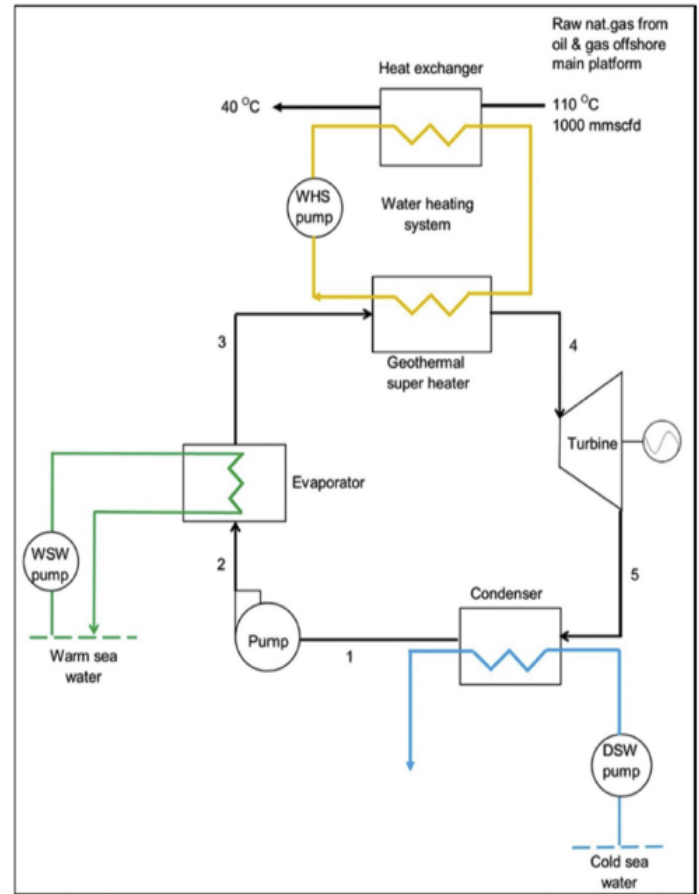 Raw nat.gas from
oil & gas offshore
main platform
Heat exchanger
40 °C
110 °C
1000 mmscfd
WHS
pump
Water heating
system
3
4
Geothermal
super heater
Turbine
Evaporator
WSW
pump
2
5
Condenser
Pump
1
Warm sea
water
DSW
pump
Cold sea
water